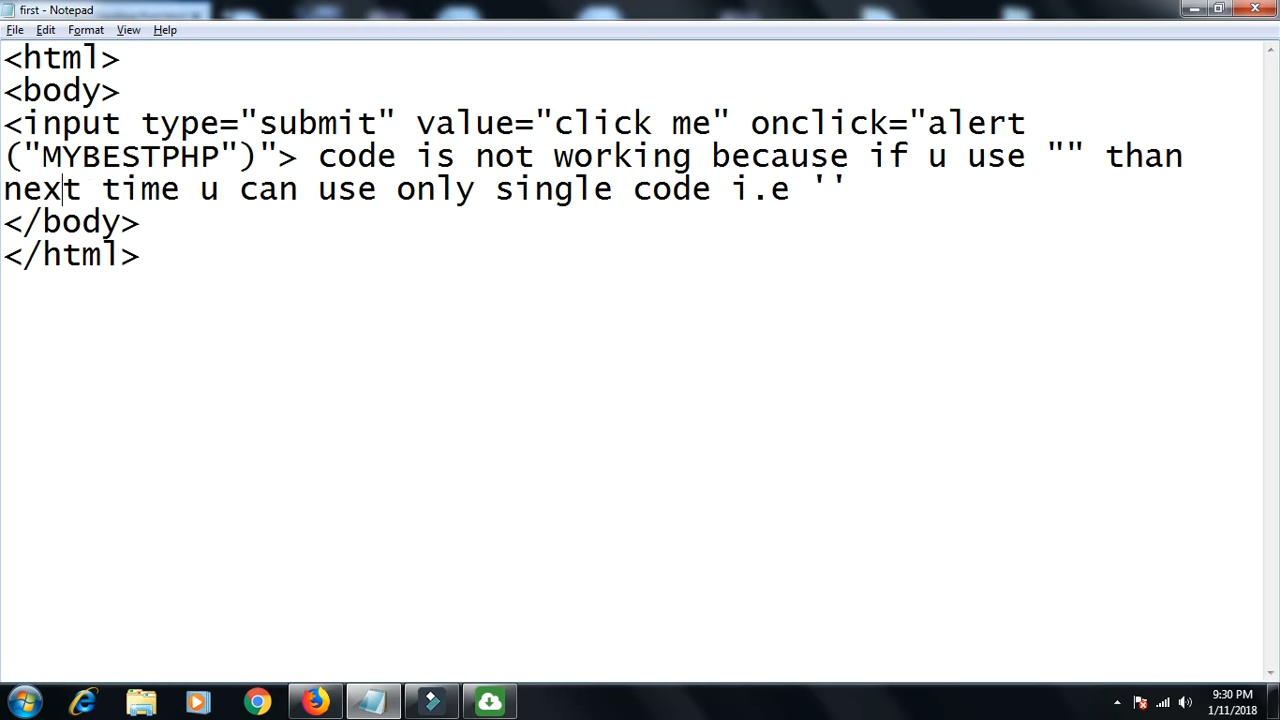 first - Notepad
File Edit Format View Help
<html>
<body>
<input type="submit" value="click me" onclick="alert
("MYBESTPHP")"> code is not working because if u use "" than
next time u can use only single code i.e ''
</body>
</html>
9:30 PM
1/11/2018